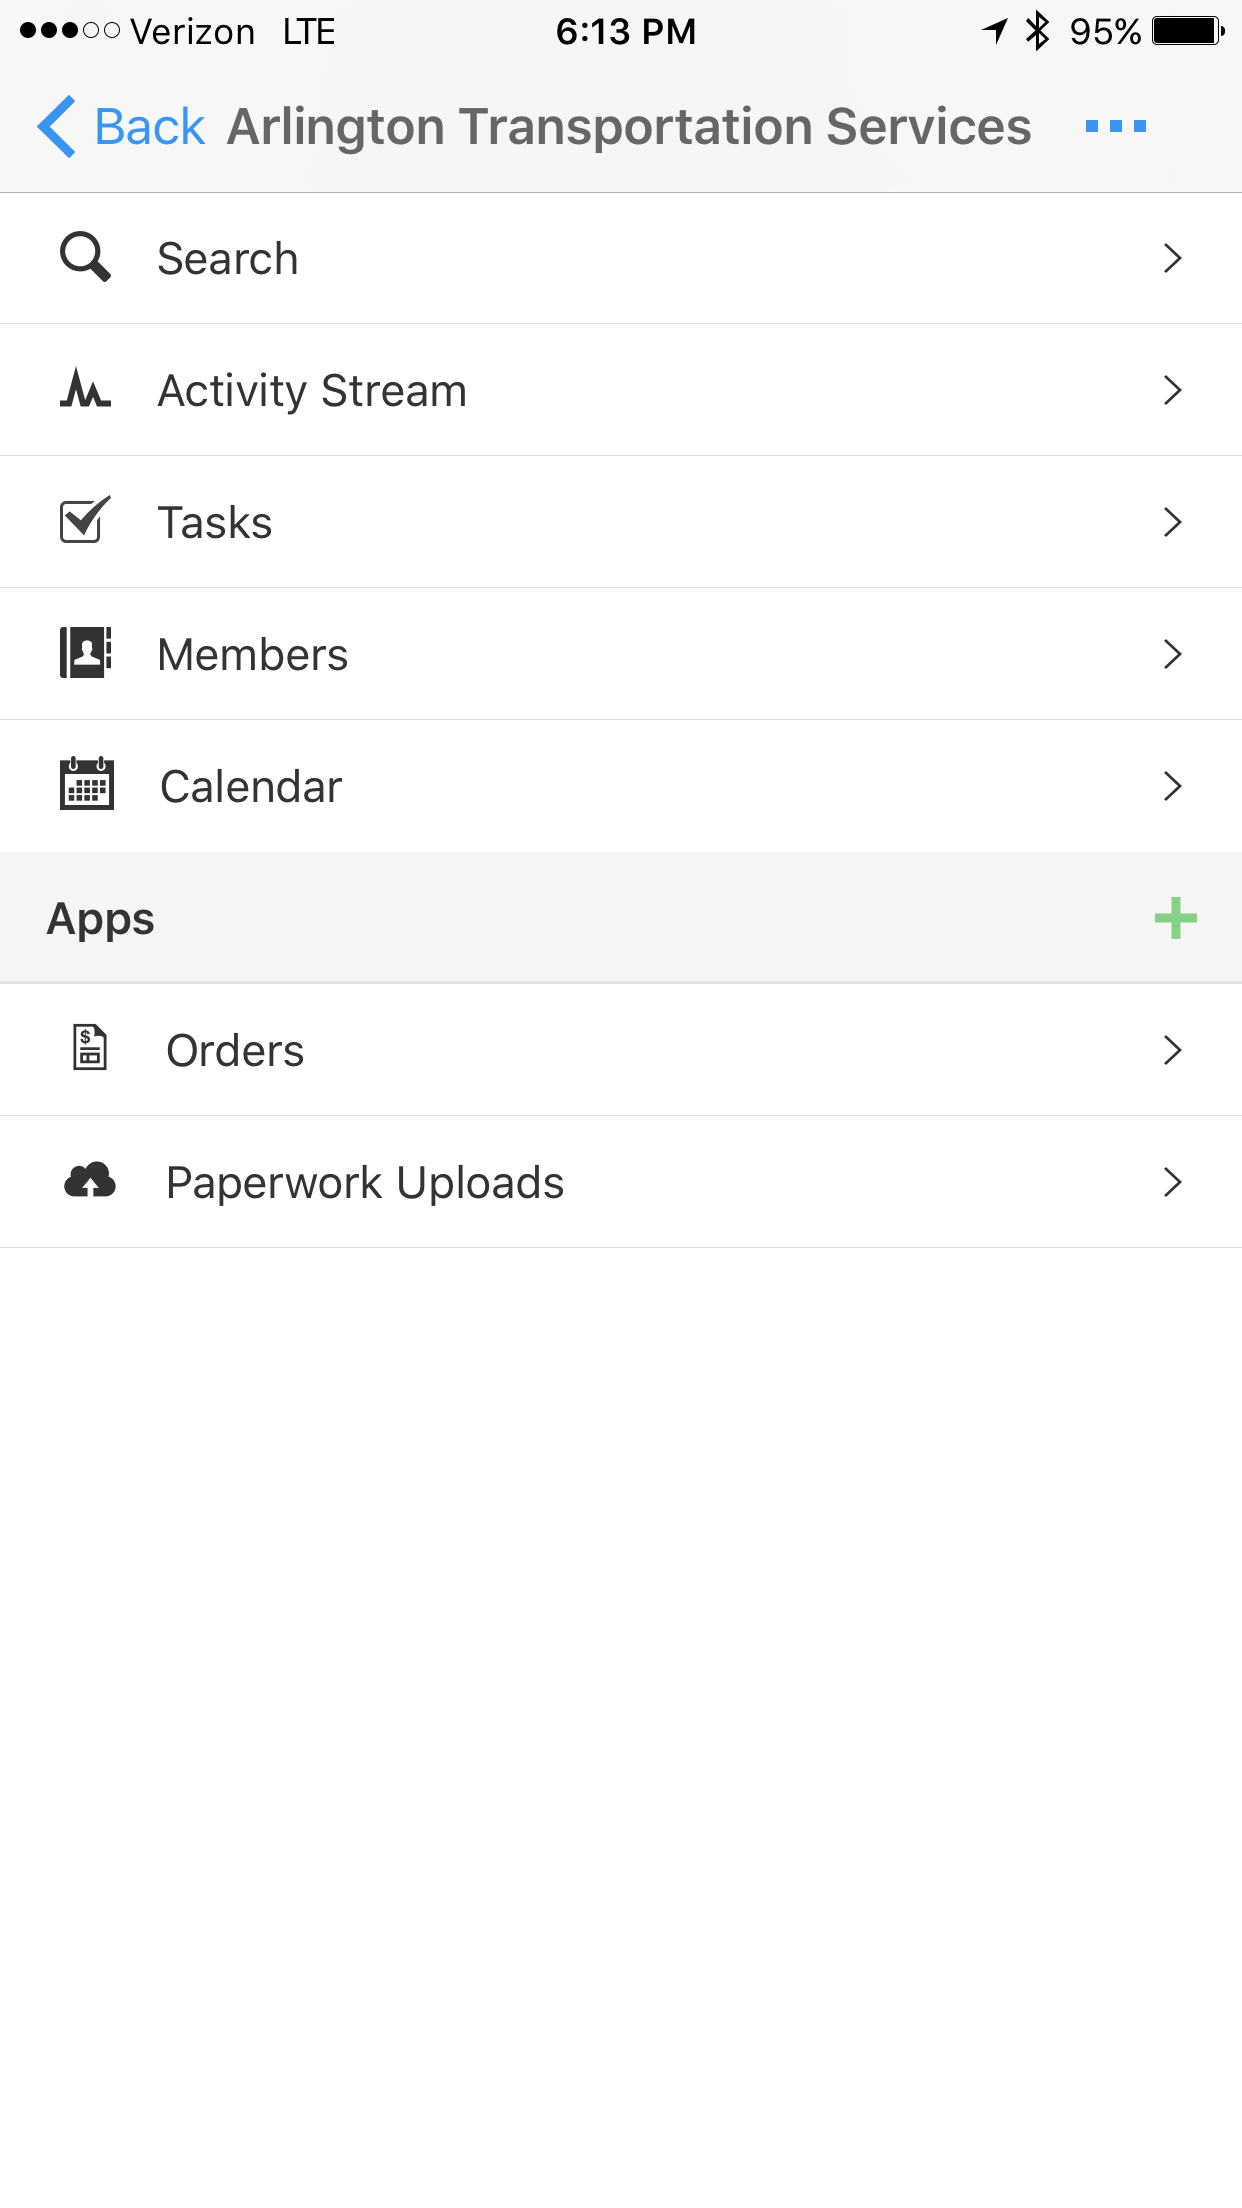 Verizon LTE 6:13 PM 95%
Back Arlington Transportation Services
Search
Activity Stream
Tasks
Members
Calendar
Apps
Orders
Paperwork Uploads